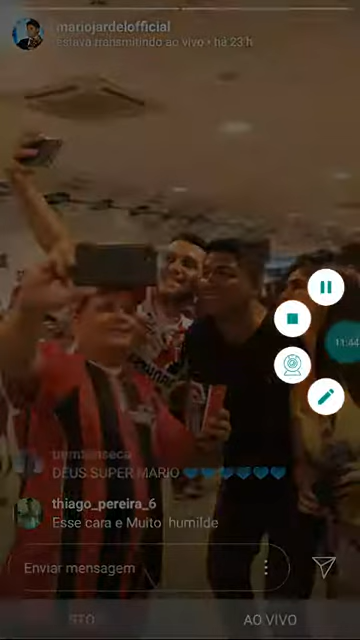 mariojardelofficial
estava transmitindo ao vivo • há 23 h
11:44
DEUS SUPER MARIO
thiago_pereira_6
Esse cara e Muito humilde
Enviar mensagem
AO VIVO